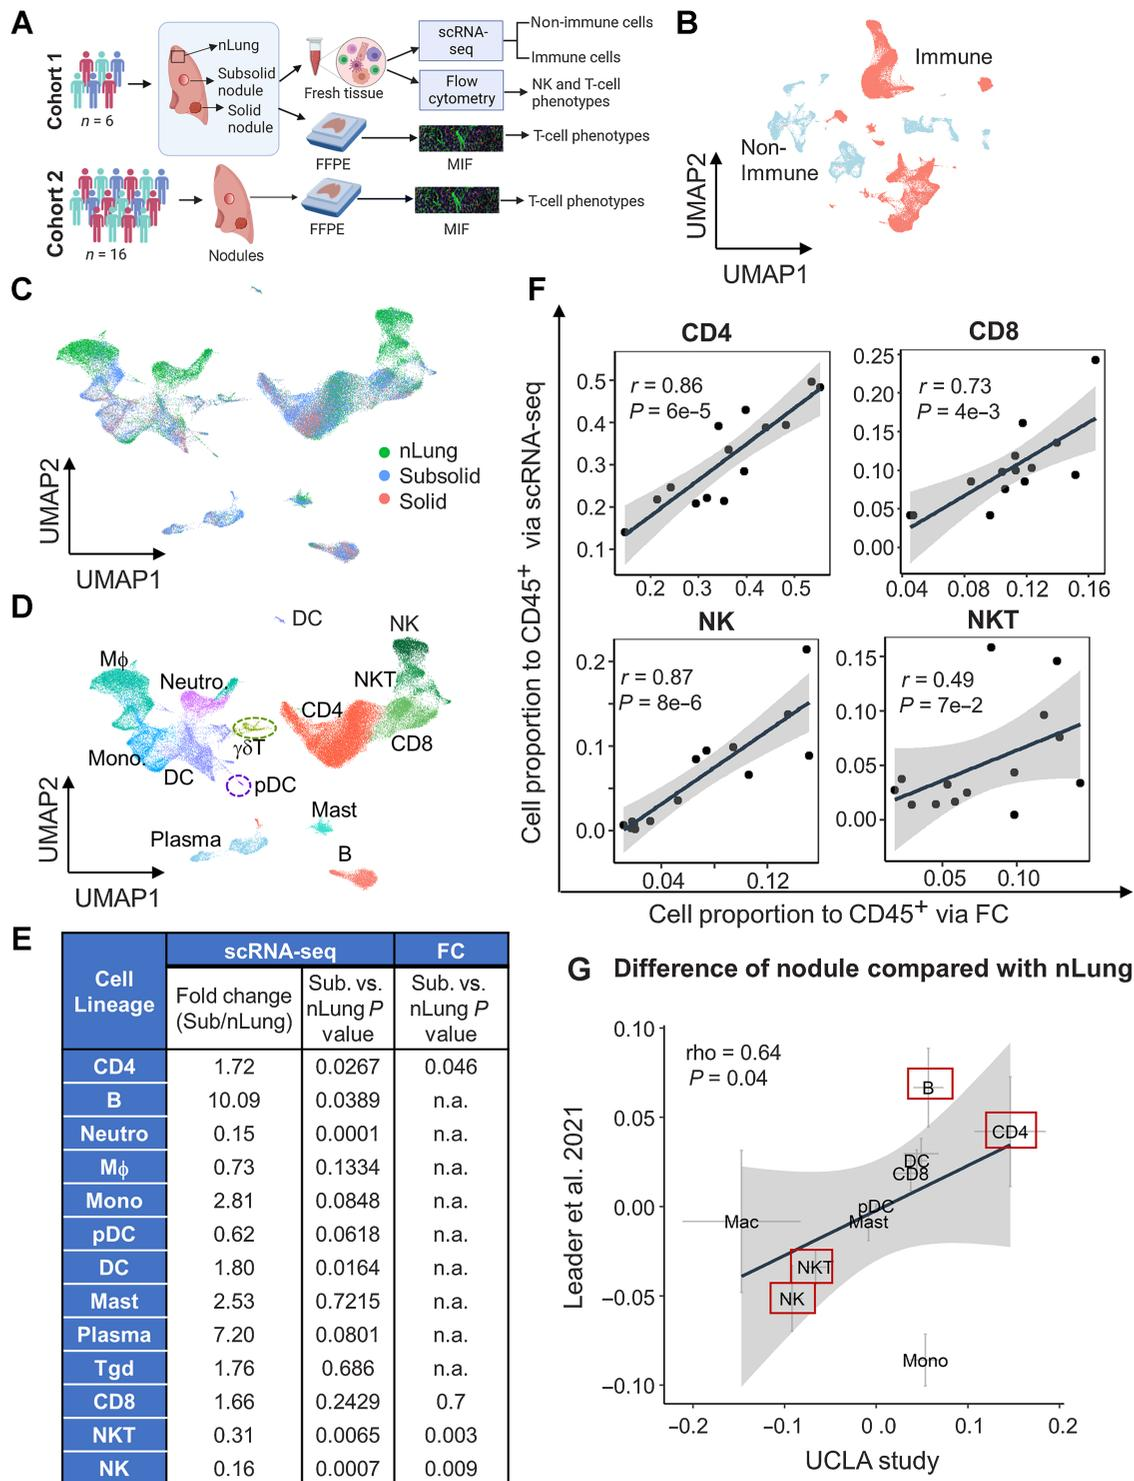 A
Cohort 1
n = 6
nLung
Subsolid
nodule
Solid
nodule
Fresh tissue
scRNA-
seq
Non-immune cells
Immune cells
Flow
cytometry
NK and T-cell
phenotypes
FFPE
MIF
T-cell phenotypes
Cohort 2
n = 16
Nodules
FFPE
MIF
T-cell phenotypes
B
Immune
Non-
Immune
UMAP2
UMAP1
C
nLung
Subsolid
Solid
UMAP2
UMAP1
D
DC
NK
Mϕ
Neutro.
NKT
CD4
γδT
CD8
Mono.
DC
pDC
Mast
Plasma
B
UMAP2
UMAP1
E
Cell
Lineage
scRNA-seq
FC
Fold change
(Sub/nLung)
Sub. vs.
nLung P
value
Sub. vs.
nLung P
value
CD4 1.72 0.0267 0.046
B 10.09 0.0389 n.a.
Neutro 0.15 0.0001 n.a.
Mϕ 0.73 0.1334 n.a.
Mono 2.81 0.0848 n.a.
pDC 0.62 0.0618 n.a.
DC 1.80 0.0164 n.a.
Mast 2.53 0.7215 n.a.
Plasma 7.20 0.0801 n.a.
Tgd 1.76 0.686 n.a.
CD8 1.66 0.2429 0.7
NKT 0.31 0.0065 0.003
NK 0.16 0.0007 0.009
F
Cell proportion to CD45+ via scRNA-seq
CD4
r = 0.86
P = 6e–5
0.5
0.4
0.3
0.2
0.1
0.2 0.3 0.4 0.5
CD8
r = 0.73
P = 4e–3
0.25
0.20
0.15
0.10
0.05
0.00
0.04 0.08 0.12 0.16
NK
r = 0.87
P = 8e–6
0.2
0.1
0.0
0.04 0.12
NKT
r = 0.49
P = 7e–2
0.15
0.10
0.05
0.00
0.05 0.10
Cell proportion to CD45+ via FC
G
Difference of nodule compared with nLung
rho = 0.64
P = 0.04
Leader et al. 2021
0.10
0.05
0.00
−0.05
−0.10
B
CD4
DC
CD8
pDC
Mast
Mac
NKT
NK
Mono
−0.2 −0.1 0.0 0.1 0.2
UCLA study